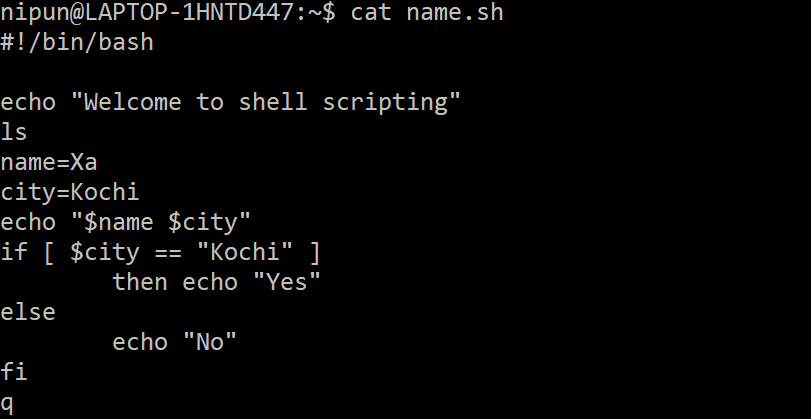 nipun@LAPTOP-1HNTD447:~$ cat name.sh
#!/bin/bash

echo "Welcome to shell scripting"
ls
name=Xa
city=Kochi
echo "$name $city"
if [ $city == "Kochi" ]
        then echo "Yes"
else
        echo "No"
fi
q